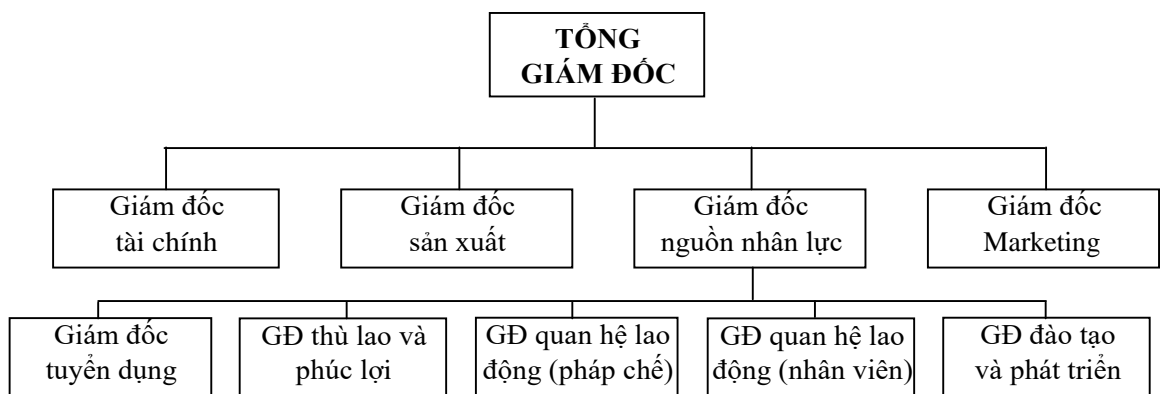 TỔNG
GIÁM ĐỐC
Giám đốc
tài chính
Giám đốc
sản xuất
Giám đốc
nguồn nhân lực
Giám đốc
Marketing
Giám đốc
tuyển dụng
GĐ thù lao và
phúc lợi
GĐ quan hệ lao
động (pháp chế)
GĐ quan hệ lao
động (nhân viên)
GĐ đào tạo
và phát triển